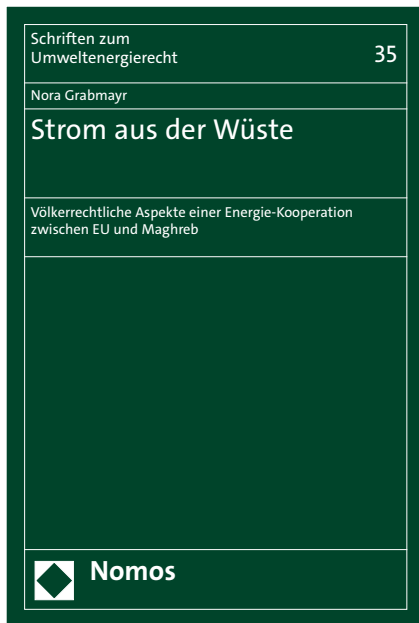 Schriften zum
Umweltenergierecht 35
Nora Grabmayr
Strom aus der Wüste
Völkerrechtliche Aspekte einer Energie-Kooperation
zwischen EU und Maghreb
Nomos